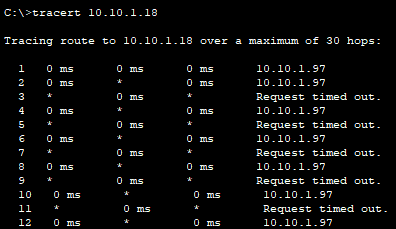 C:\>tracert 10.10.1.18
Tracing route to 10.10.1.18 over a maximum of 30 hops:
1 0 ms 0 ms 0 ms 10.10.1.97
2 0 ms * 0 ms 10.10.1.97
3 * 0 ms * Request timed out.
4 0 ms * 0 ms 10.10.1.97
5 * 0 ms * Request timed out.
6 0 ms * 0 ms 10.10.1.97
7 * 0 ms * Request timed out.
8 0 ms * 0 ms 10.10.1.97
9 * 0 ms * Request timed out.
10 0 ms * 0 ms 10.10.1.97
11 * 0 ms * Request timed out.
12 0 ms * 0 ms 10.10.1.97